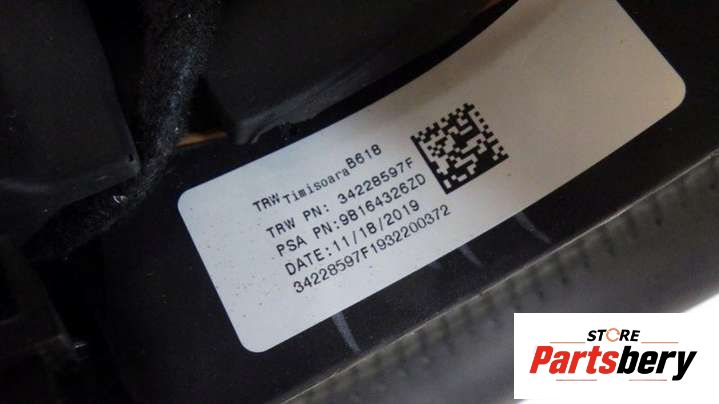 TRW Timisoara B618
TRW PN: 34228597F
PSA PN:98164326ZD
DATE:11/18/2019
34228597F1932200372
STORE
Partsbery